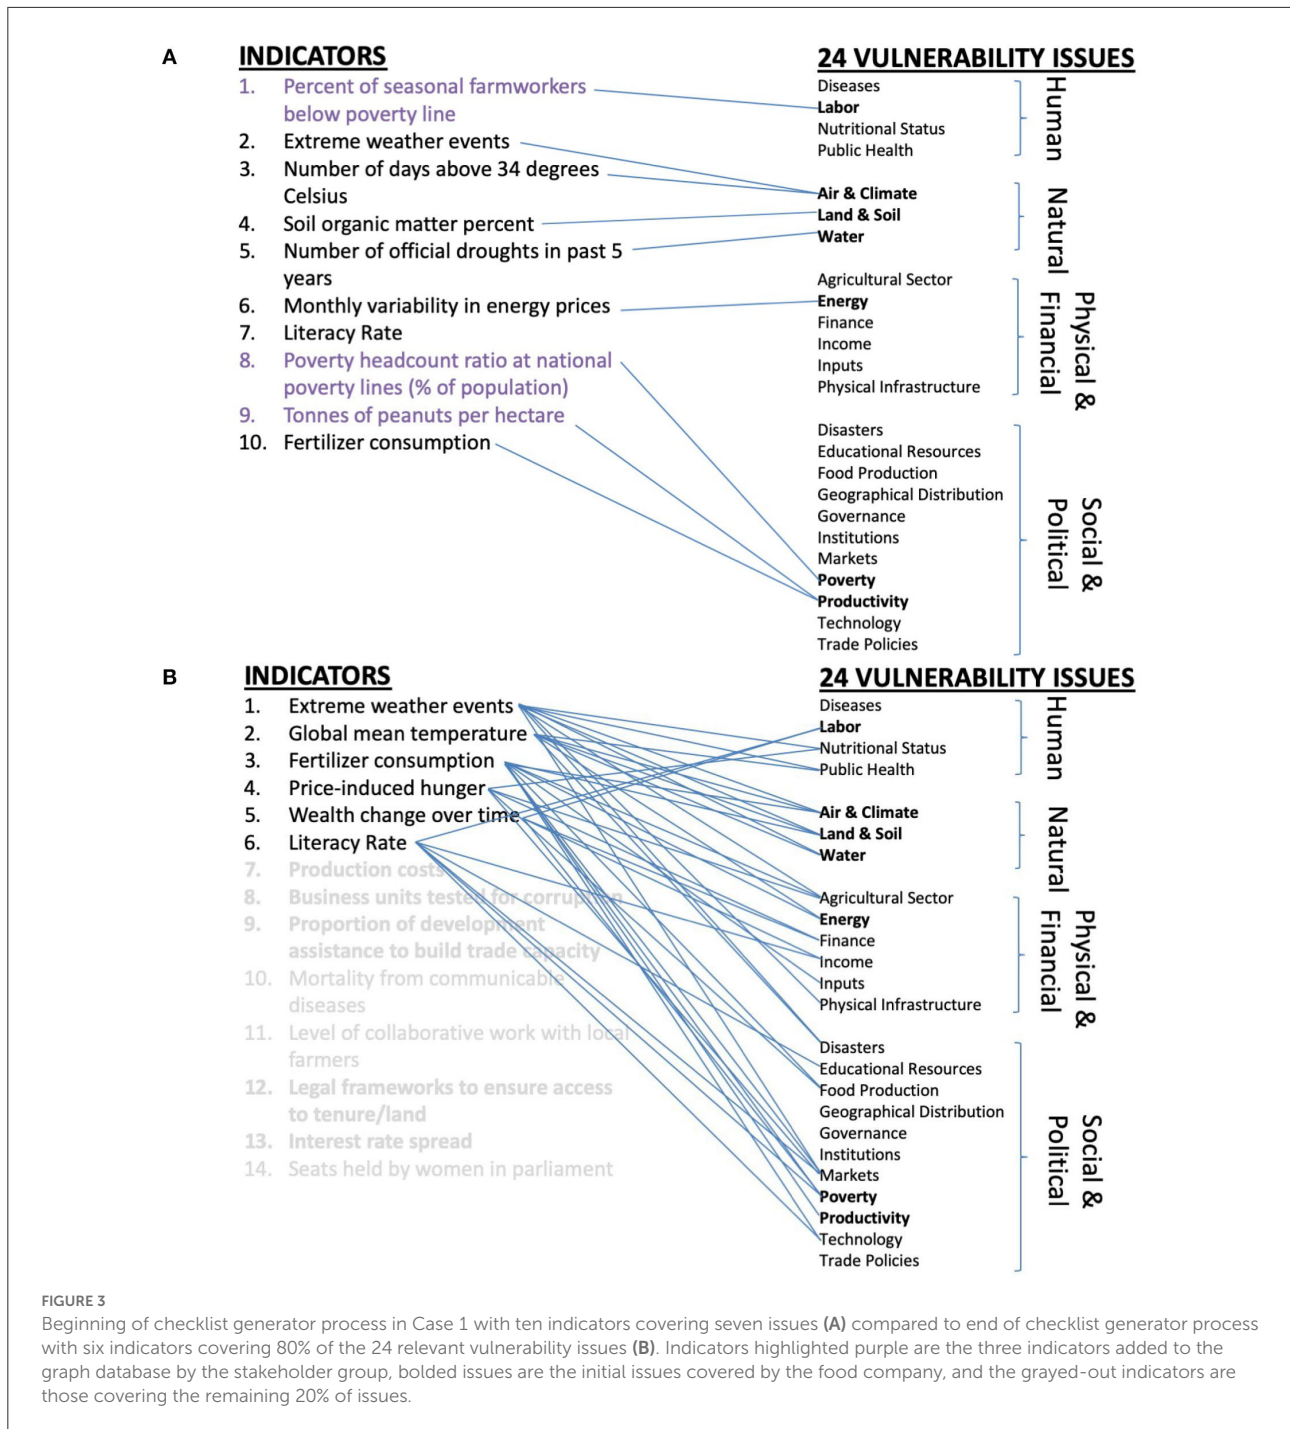 A
INDICATORS
1. Percent of seasonal farmworkers
below poverty line
2. Extreme weather events
3. Number of days above 34 degrees
Celsius
4. Soil organic matter percent
5. Number of official droughts in past 5
years
6. Monthly variability in energy prices
7. Literacy Rate
8. Poverty headcount ratio at national
poverty lines (% of population)
9. Tonnes of peanuts per hectare
10. Fertilizer consumption
24 VULNERABILITY ISSUES
Diseases
Labor
Nutritional Status
Public Health
Human
Air & Climate
Land & Soil
Water
Natural
Agricultural Sector
Energy
Finance
Income
Inputs
Physical Infrastructure
Physical &
Financial
Disasters
Educational Resources
Food Production
Geographical Distribution
Governance
Institutions
Markets
Poverty
Productivity
Technology
Trade Policies
Social &
Political
B
INDICATORS
1. Extreme weather events
2. Global mean temperature
3. Fertilizer consumption
4. Price-induced hunger
5. Wealth change over time
6. Literacy Rate
7. Production costs
8. Business units tested for corruption
9. Proportion of development
assistance to build trade capacity
10. Mortality from communicable
diseases
11. Level of collaborative work with local
farmers
12. Legal frameworks to ensure access
to tenure/land
13. Interest rate spread
14. Seats held by women in parliament
24 VULNERABILITY ISSUES
Diseases
Labor
Nutritional Status
Public Health
Human
Air & Climate
Land & Soil
Water
Natural
Agricultural Sector
Energy
Finance
Income
Inputs
Physical Infrastructure
Physical &
Financial
Disasters
Educational Resources
Food Production
Geographical Distribution
Governance
Institutions
Markets
Poverty
Productivity
Technology
Trade Policies
Social &
Political
FIGURE 3
Beginning of checklist generator process in Case 1 with ten indicators covering seven issues (A) compared to end of checklist generator process
with six indicators covering 80% of the 24 relevant vulnerability issues (B). Indicators highlighted purple are the three indicators added to the
graph database by the stakeholder group, bolded issues are the initial issues covered by the food company, and the grayed-out indicators are
those covering the remaining 20% of issues.